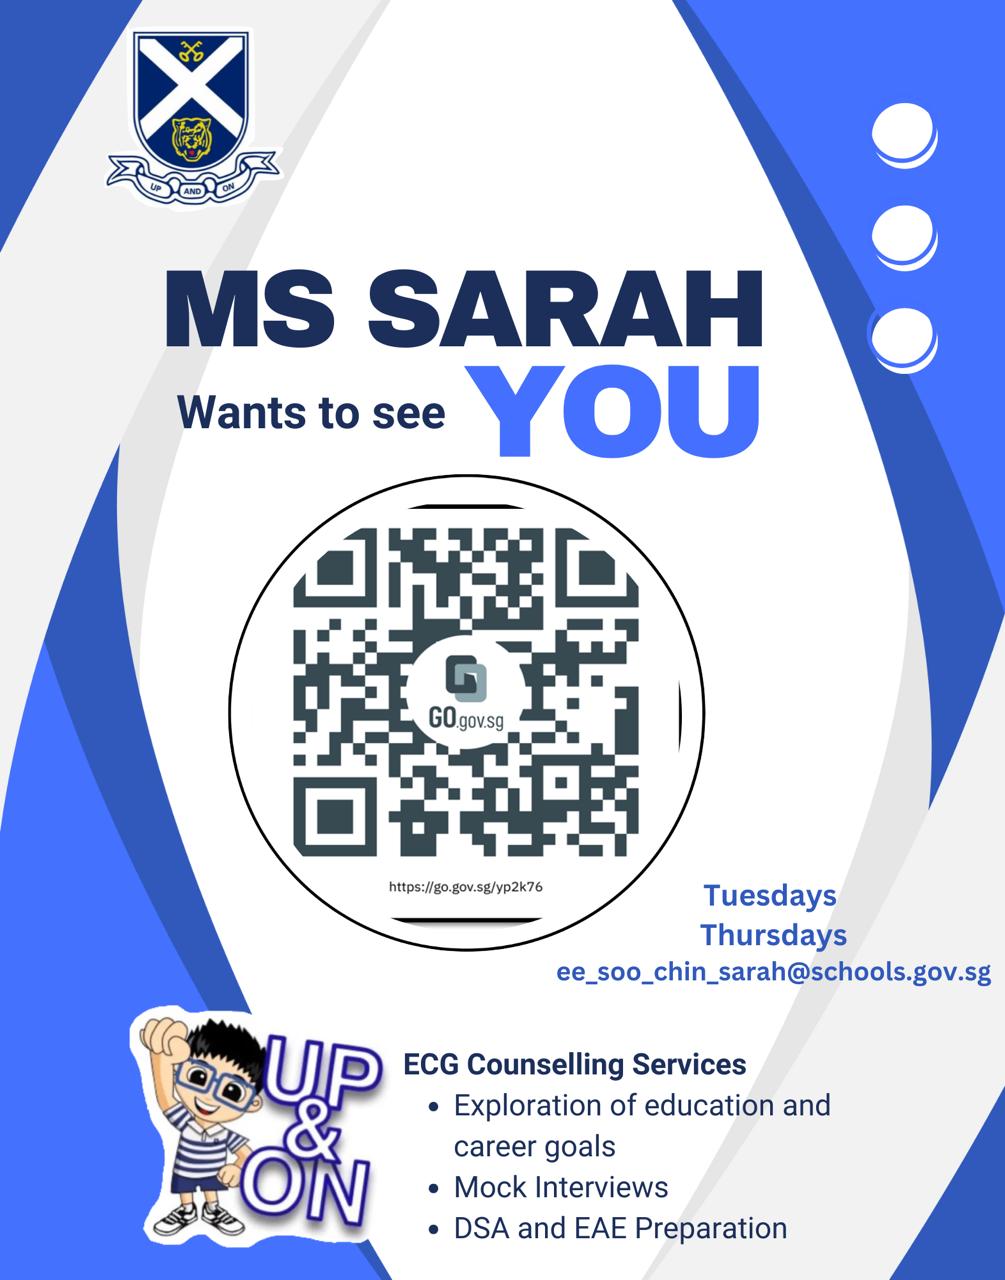 UP AND ON
MS SARAH
Wants to see YOU
GO.gov.sg
https://go.gov.sg/yp2k76
Tuesdays
Thursdays
ee_soo_chin_sarah@schools.gov.sg
UP
&
ON
ECG Counselling Services
• Exploration of education and
career goals
• Mock Interviews
• DSA and EAE Preparation